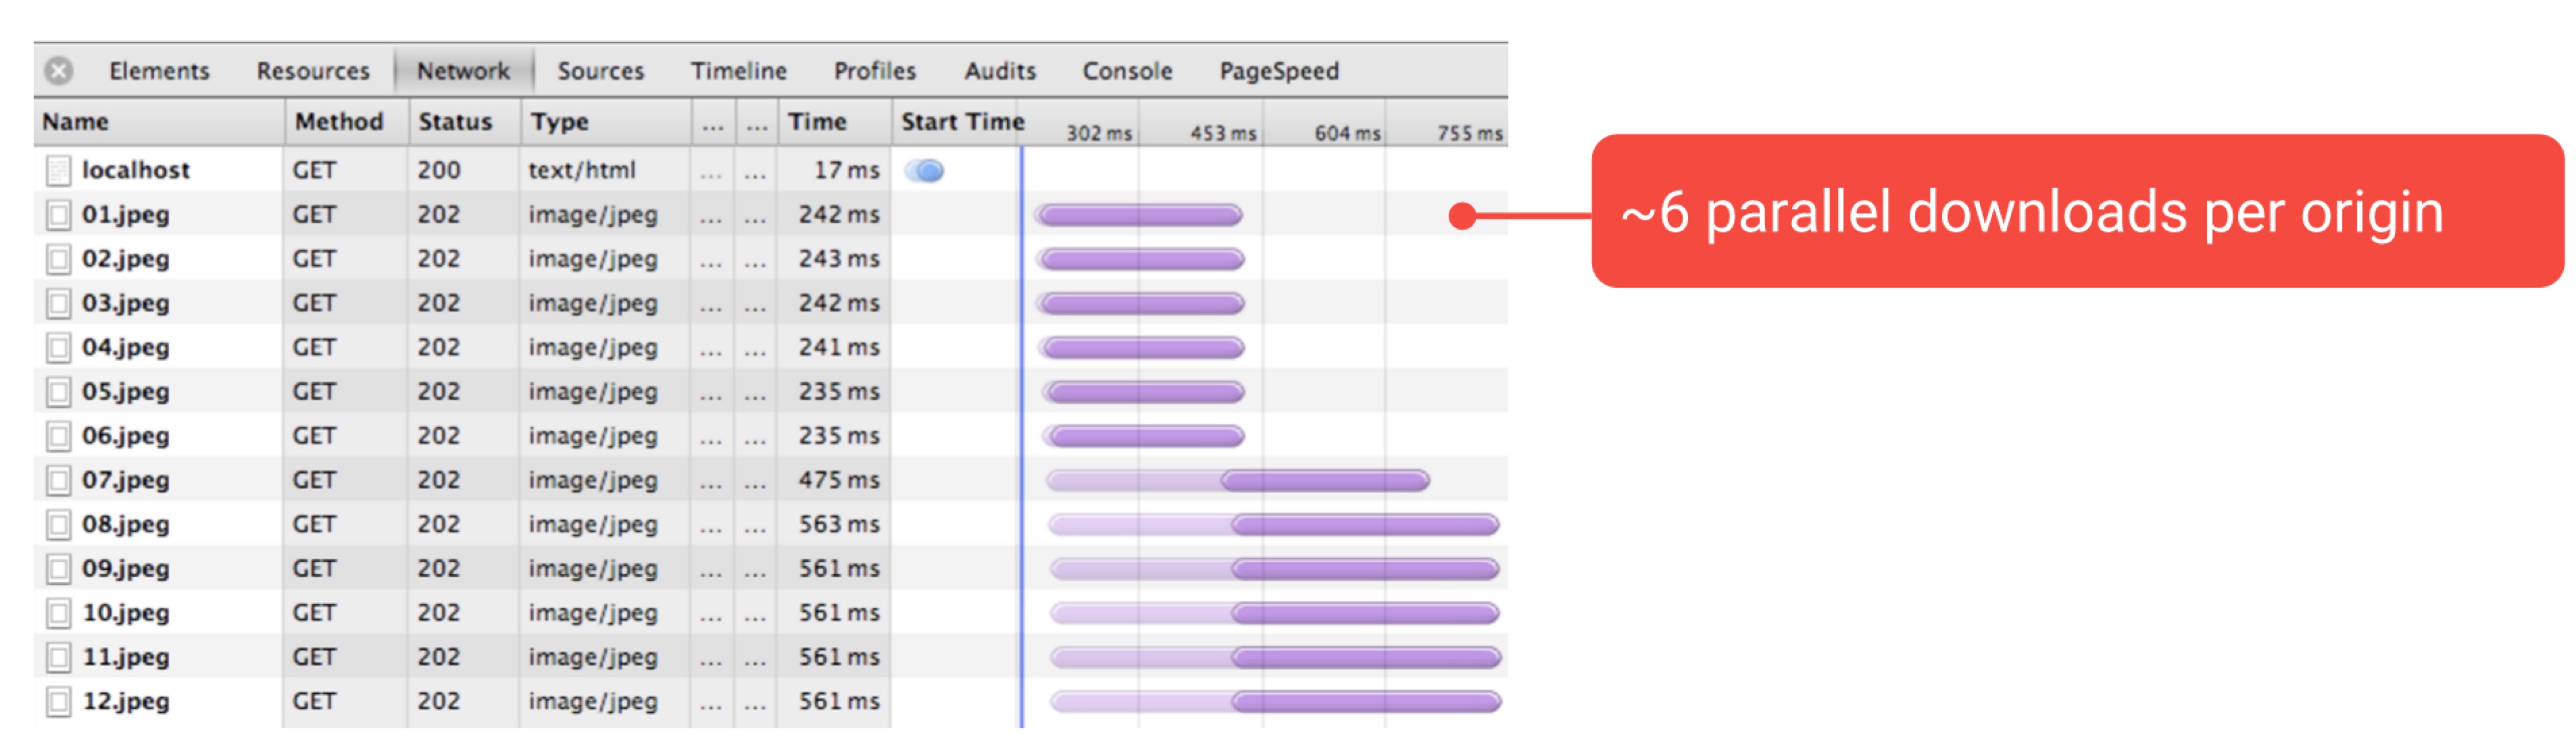 Elements Resources Network Sources Timeline Profiles Audits Console PageSpeed
Name Method Status Type ... ... Time Start Time 302 ms 453 ms 604 ms 755 ms
localhost GET 200 text/html ... ... 17 ms
01.jpeg GET 202 image/jpeg ... ... 242 ms
~6 parallel downloads per origin
02.jpeg GET 202 image/jpeg ... ... 243 ms
03.jpeg GET 202 image/jpeg ... ... 242 ms
04.jpeg GET 202 image/jpeg ... ... 241 ms
05.jpeg GET 202 image/jpeg ... ... 235 ms
06.jpeg GET 202 image/jpeg ... ... 235 ms
07.jpeg GET 202 image/jpeg ... ... 475 ms
08.jpeg GET 202 image/jpeg ... ... 563 ms
09.jpeg GET 202 image/jpeg ... ... 561 ms
10.jpeg GET 202 image/jpeg ... ... 561 ms
11.jpeg GET 202 image/jpeg ... ... 561 ms
12.jpeg GET 202 image/jpeg ... ... 561 ms